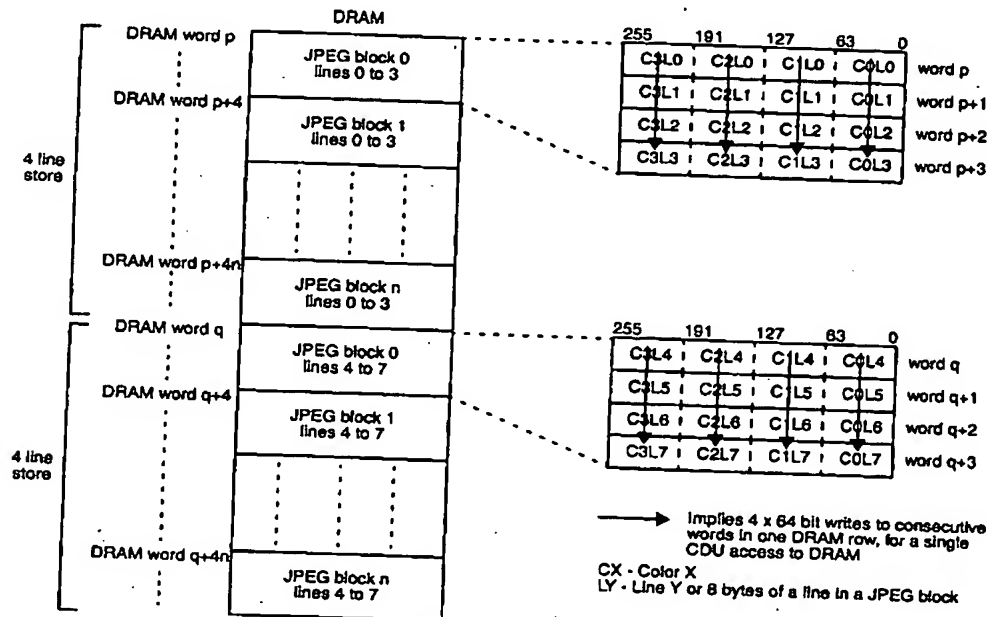 DRAM
DRAM word p
JPEG block 0
lines 0 to 3
DRAM word p+4
JPEG block 1
lines 0 to 3
4 line
store
DRAM word p+4n
JPEG block n
lines 0 to 3
DRAM word q
JPEG block 0
lines 4 to 7
DRAM word q+4
JPEG block 1
lines 4 to 7
4 line
store
DRAM word q+4n
JPEG block n
lines 4 to 7
255 191 127 63 0
C3L0 C2L0 C1L0 C0L0 word p
C3L1 C2L1 C1L1 C0L1 word p+1
C3L2 C2L2 C1L2 C0L2 word p+2
C3L3 C2L3 C1L3 C0L3 word p+3
255 191 127 63 0
C3L4 C2L4 C1L4 C0L4 word q
C3L5 C2L5 C1L5 C0L5 word q+1
C3L6 C2L6 C1L6 C0L6 word q+2
C3L7 C2L7 C1L7 C0L7 word q+3
Implies 4 x 64 bit writes to consecutive
words in one DRAM row, for a single
CDU access to DRAM
CX - Color X
LY - Line Y or 8 bytes of a line in a JPEG block